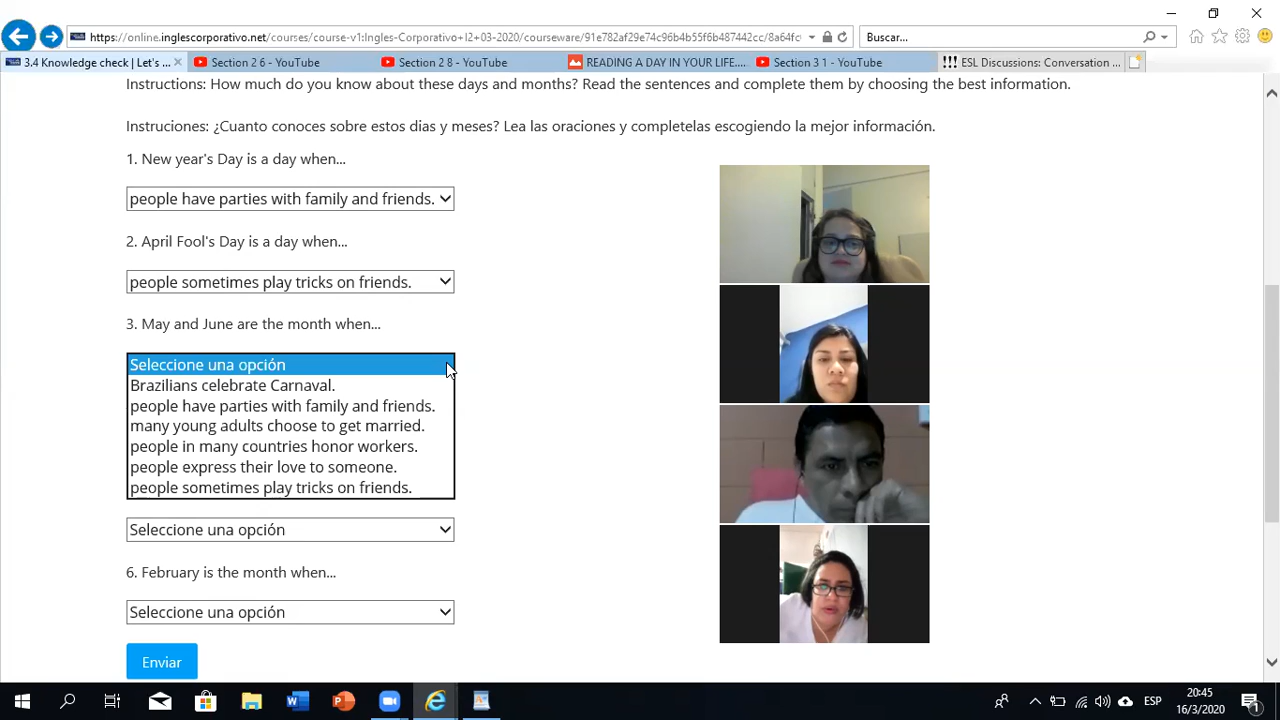 https://online.inglescorporativo.net/courses/course-v1:Ingles-Corporativo+I2+03-2020/courseware/91e782af29e74c96b4b55f6b487442cc/8a64f
Buscar...
3.4 Knowledge check | Let's ...
Section 2 6 - YouTube
Section 2 8 - YouTube
READING A DAY IN YOUR LIFE....
Section 3 1 - YouTube
!!! ESL Discussions: Conversation ...
Instructions: How much do you know about these days and months? Read the sentences and complete them by choosing the best information.
Instruciones: ¿Cuanto conoces sobre estos dias y meses? Lea las oraciones y completelas escogiendo la mejor información.
1. New year's Day is a day when...
people have parties with family and friends.
2. April Fool's Day is a day when...
people sometimes play tricks on friends.
3. May and June are the month when...
Seleccione una opción
Brazilians celebrate Carnaval.
people have parties with family and friends.
many young adults choose to get married.
people in many countries honor workers.
people express their love to someone.
people sometimes play tricks on friends.
Seleccione una opción
6. February is the month when...
Seleccione una opción
Enviar
ESP
20:45
16/3/2020
1